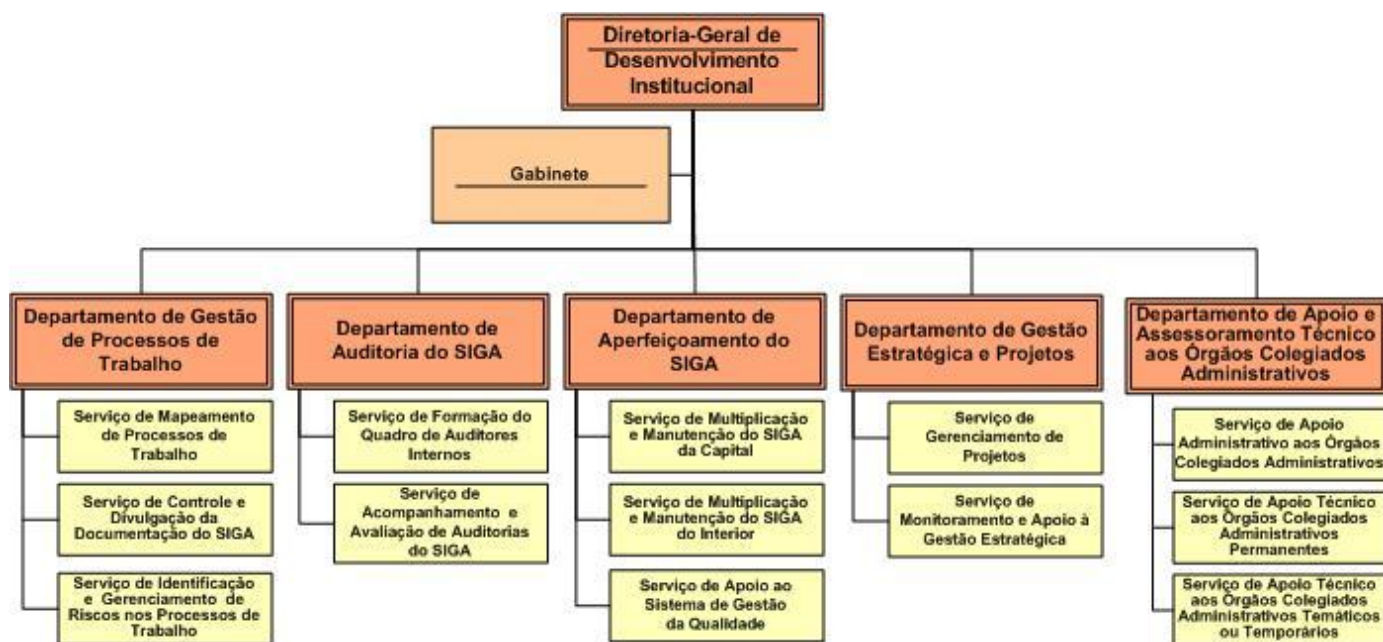 Diretoria-Geral de
Desenvolvimento
Institucional
Gabinete
Departamento de Gestão
de Processos de
Trabalho
Departamento de
Auditoria do SIGA
Departamento de
Aperfeiçoamento do
SIGA
Departamento de Gestão
Estratégica e Projetos
Departamento de Apoio e
Assessoramento Técnico
aos Órgãos Colegiados
Administrativos
Serviço de Mapeamento
de Processos de
Trabalho
Serviço de Controle e
Divulgação da
Documentação do SIGA
Serviço de Identificação
e Gerenciamento de
Riscos nos Processos de
Trabalho
Serviço de Formação do
Quadro de Auditores
Internos
Serviço de
Acompanhamento e
Avaliação de Auditorias
do SIGA
Serviço de Multiplicação
e Manutenção do SIGA
da Capital
Serviço de Multiplicação
e Manutenção do SIGA
do Interior
Serviço de Apoio ao
Sistema de Gestão
da Qualidade
Serviço de
Gerenciamento de
Projetos
Serviço de
Monitoramento e Apoio à
Gestão Estratégica
Serviço de Apoio
Administrativo aos Órgãos
Colegiados Administrativos
Serviço de Apoio Técnico
aos Órgãos Colegiados
Administrativos
Permanentes
Serviço de Apoio Técnico
aos Órgãos Colegiados
Administrativos Temáticos
ou Temporários